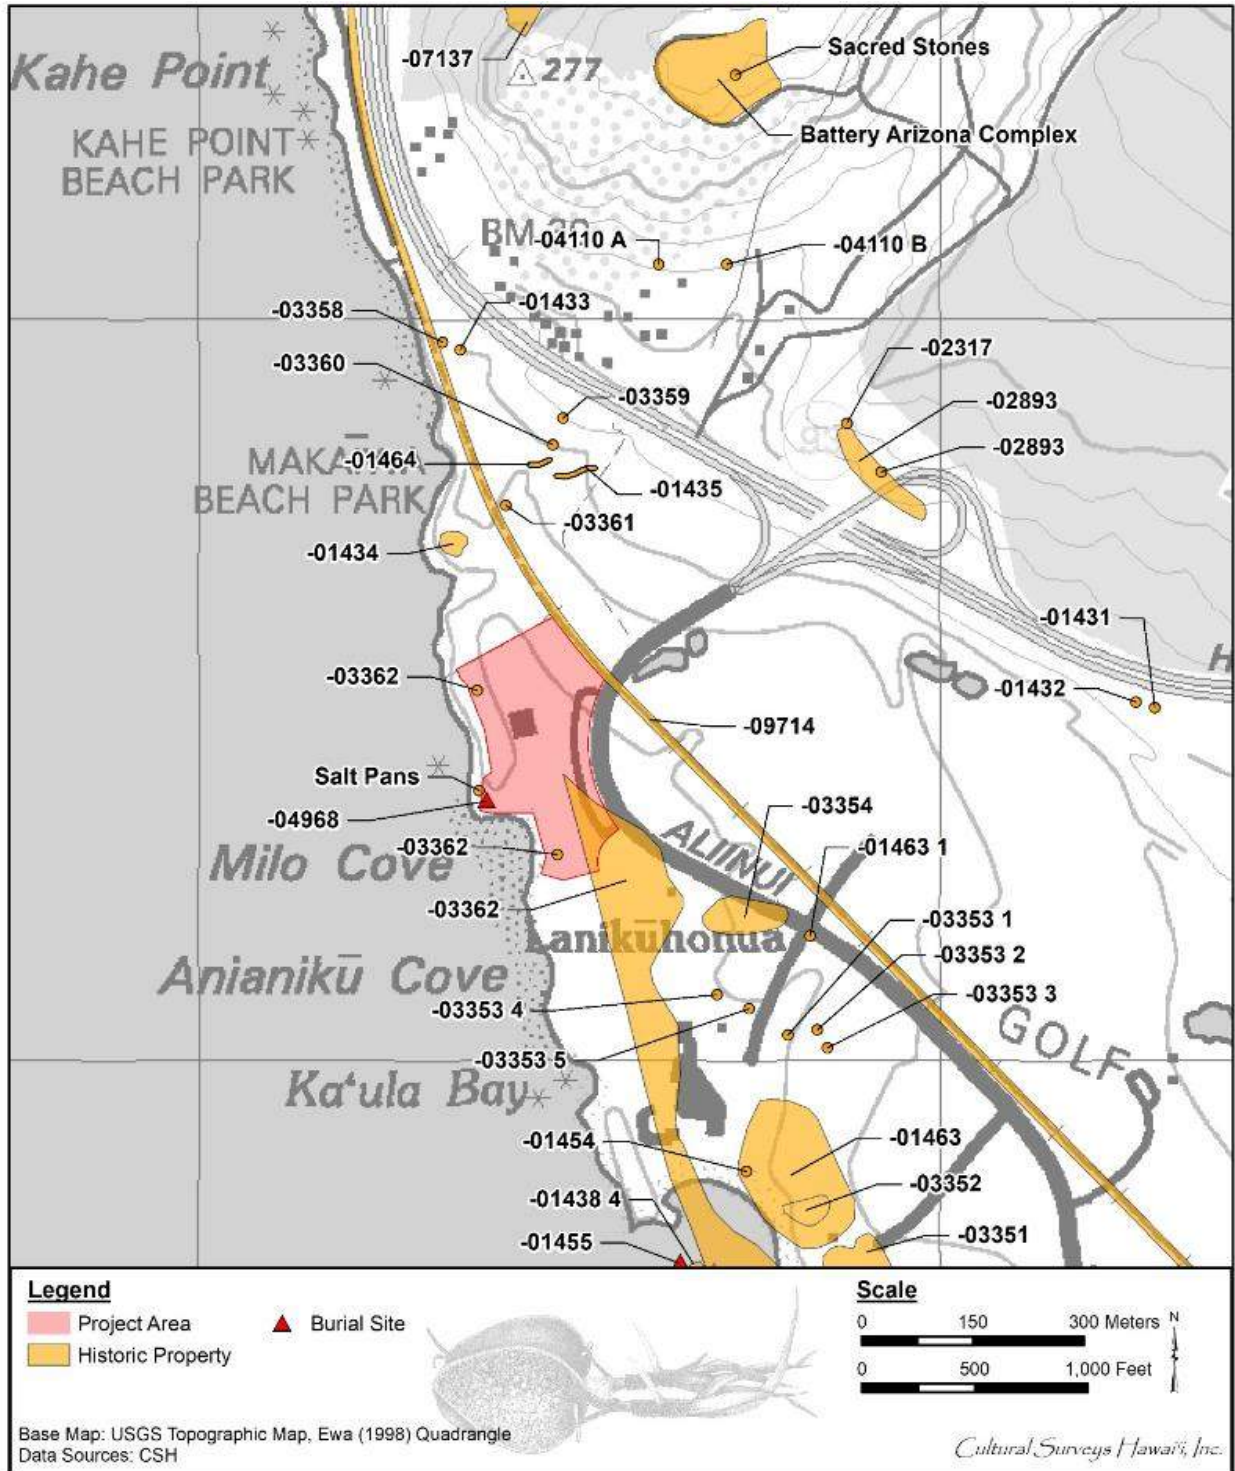 Kahe Point
KAHE POINT
BEACH PARK
-07137
277
Sacred Stones
Battery Arizona Complex
-04110 A
-04110 B
-03358
-01433
-03360
-03359
-02317
-02893
-02893
-01464
BEACH PARK
-01435
-03361
-01434
-01431
-01432
-03362
-09714
Salt Pans
-04968
-03354
Milo Cove
-03362
ALIINUI
-01463 1
-03362
Lanikūhonua
-03353 1
-03353 2
Anianikū Cove
-03353 4
-03353 3
GOLF
-03353 5
Ka'ula Bay
-01454
-01463
-03352
-01438 4
-01455
-03351
Legend
Project Area
Burial Site
Historic Property
Scale
0 150 300 Meters
N
0 500 1,000 Feet
Base Map: USGS Topographic Map, Ewa (1998) Quadrangle
Data Sources: CSH
Cultural Surveys Hawai'i, Inc.